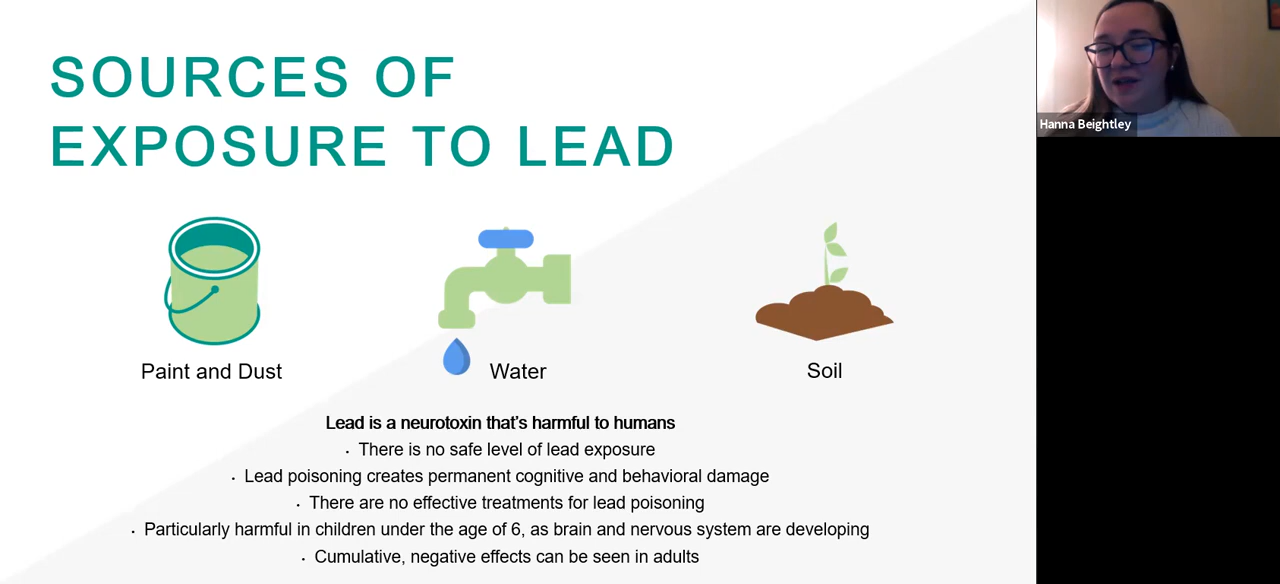 SOURCES OF
EXPOSURE TO LEAD
Hanna Beightley
Paint and Dust
Water
Soil
Lead is a neurotoxin that's harmful to humans
· There is no safe level of lead exposure
· Lead poisoning creates permanent cognitive and behavioral damage
· There are no effective treatments for lead poisoning
· Particularly harmful in children under the age of 6, as brain and nervous system are developing
· Cumulative, negative effects can be seen in adults